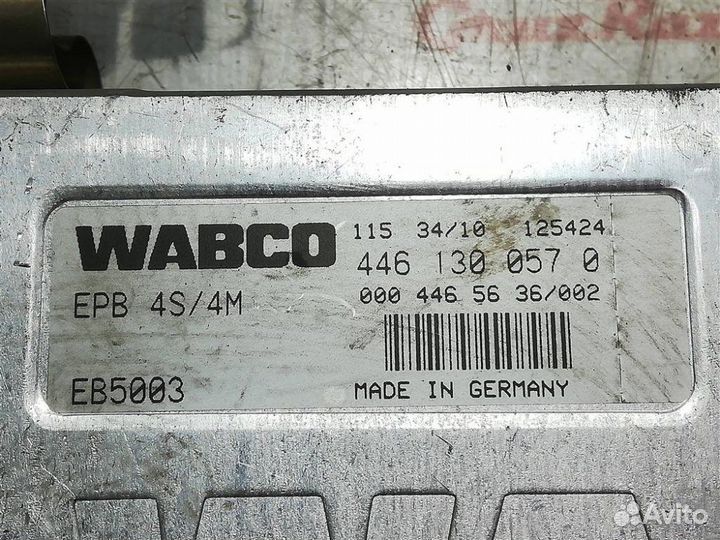 WABCO
115 34/10 125424
446 130 057 0
EPB 4S/4M
000 446 56 36/002
EB5003
MADE IN GERMANY
Avito